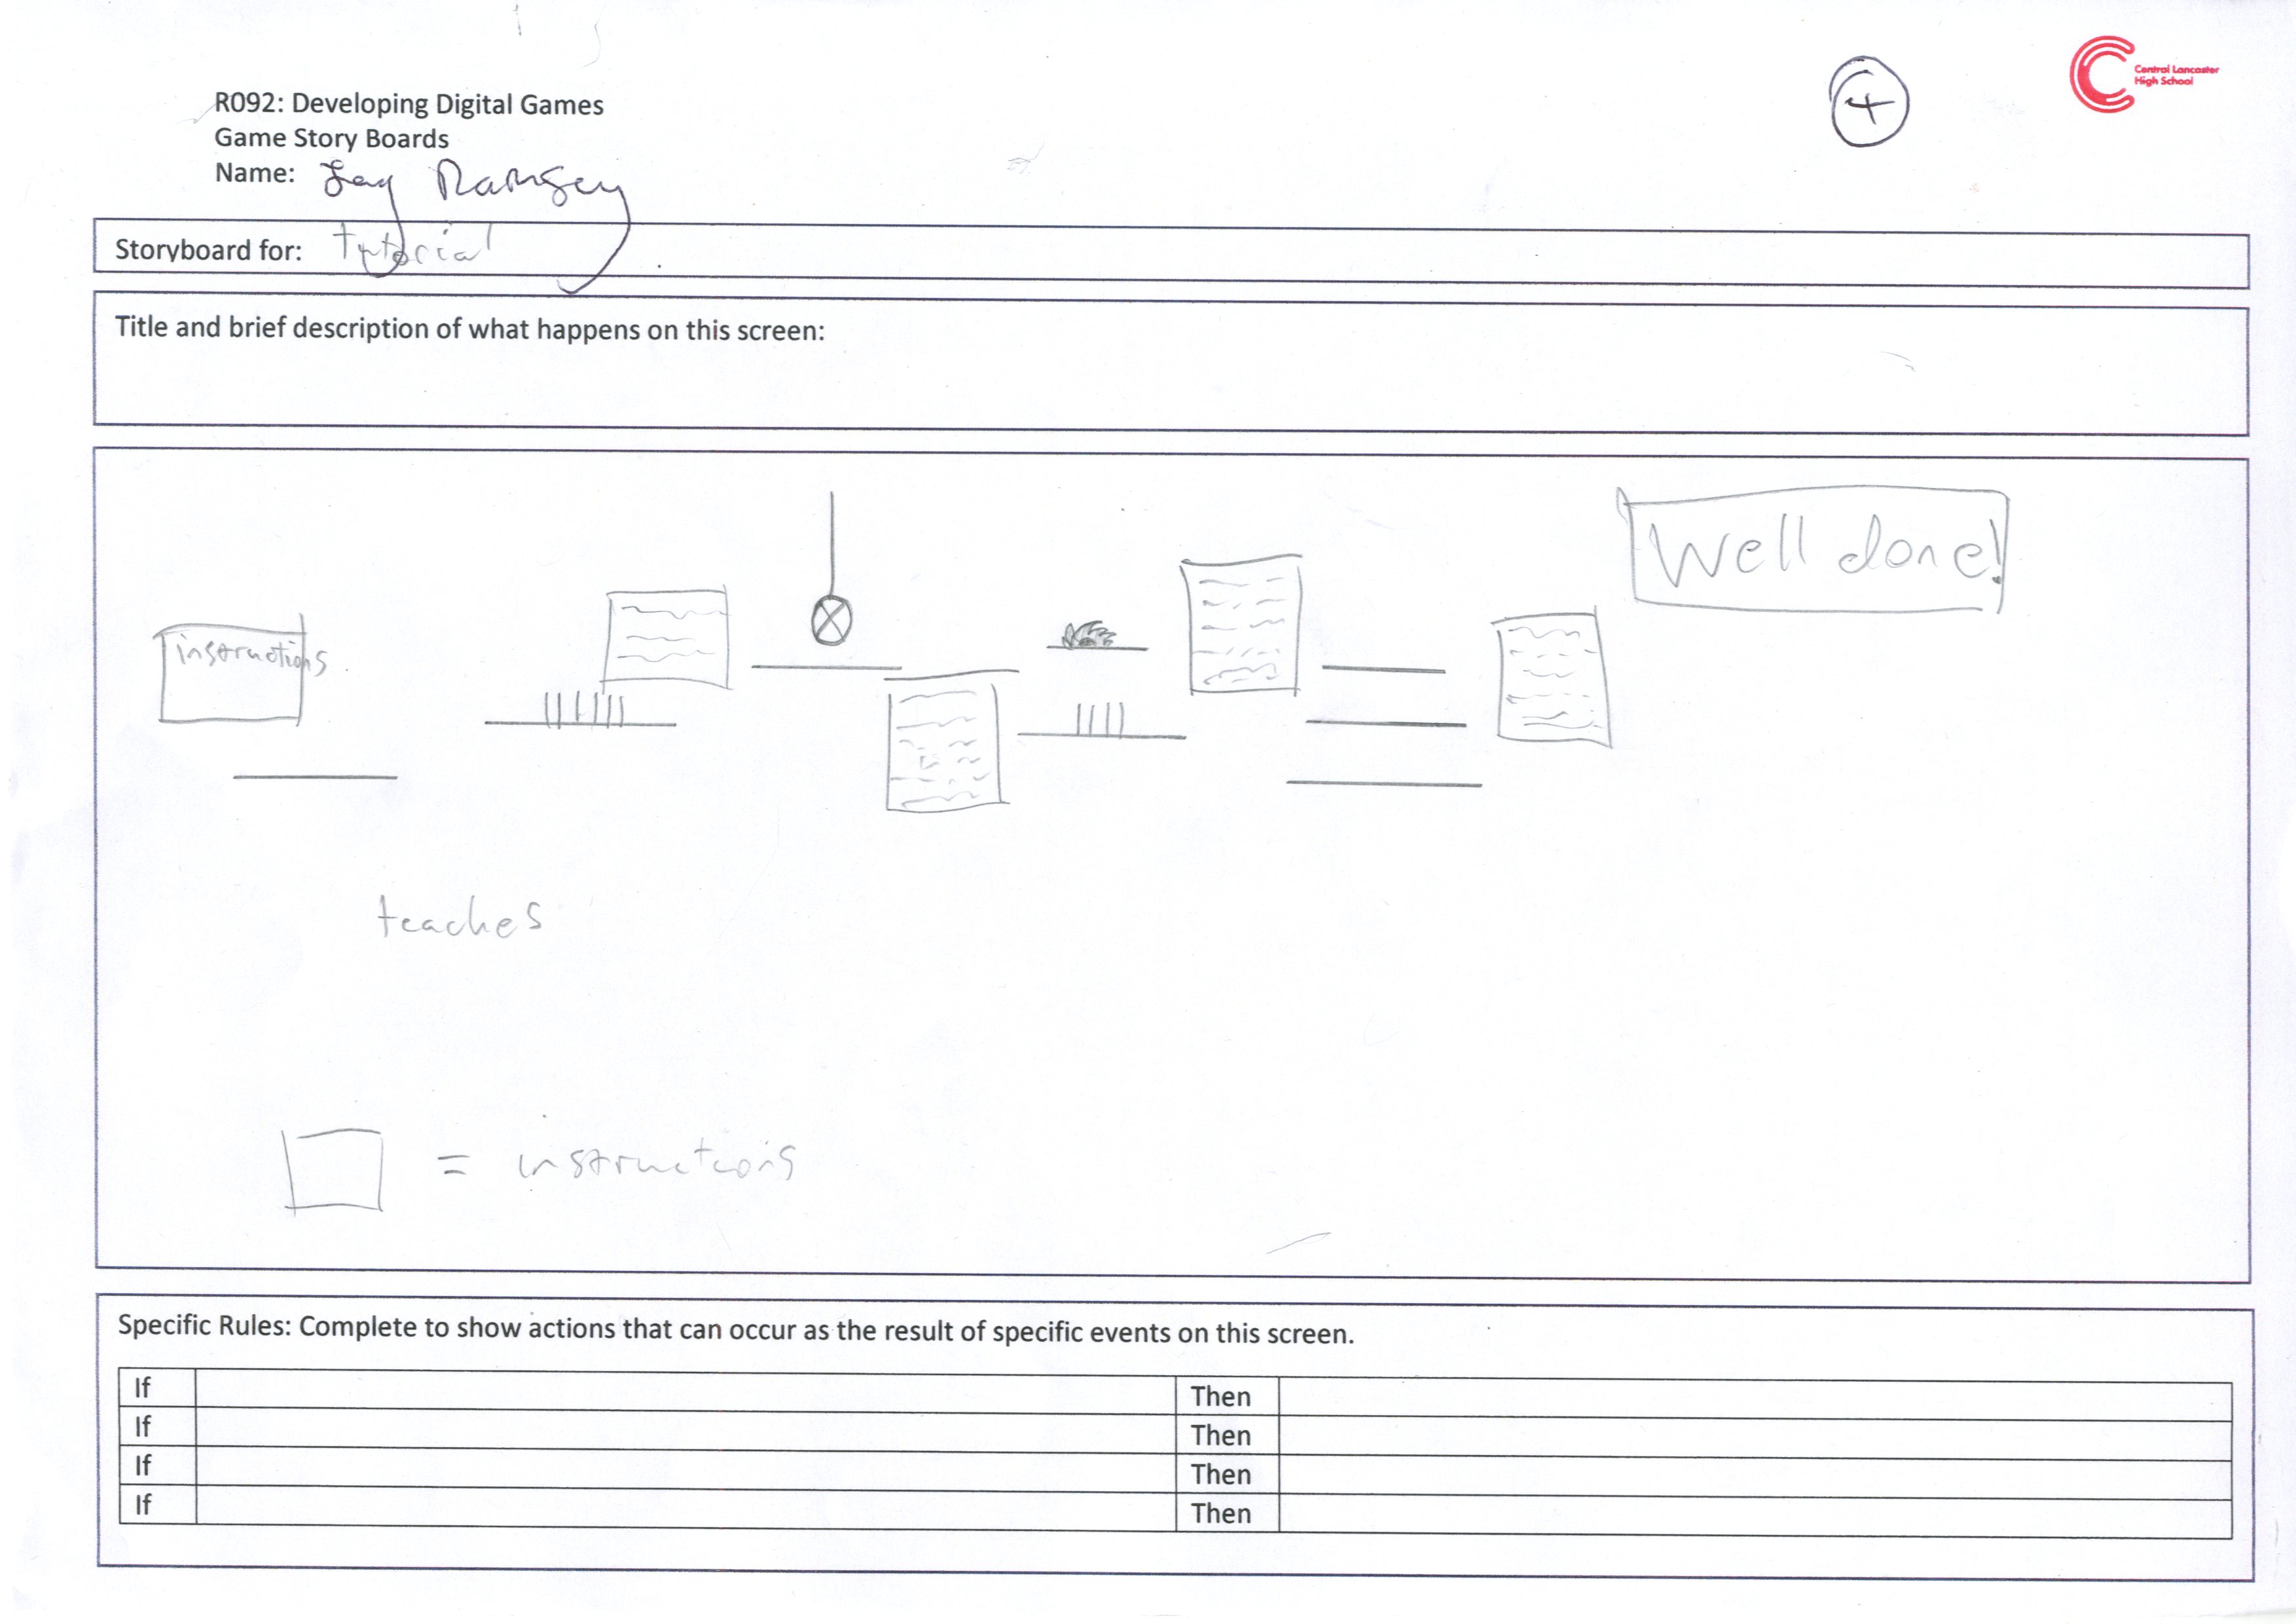 R092: Developing Digital Games
Game Story Boards
Name: Jay Ramsey
4
Central Lancaster
High School
Storyboard for: Tutorial
Title and brief description of what happens on this screen:
Well done!
instructions.
teaches
= instructions
Specific Rules: Complete to show actions that can occur as the result of specific events on this screen.
If Then
If Then
If Then
If Then